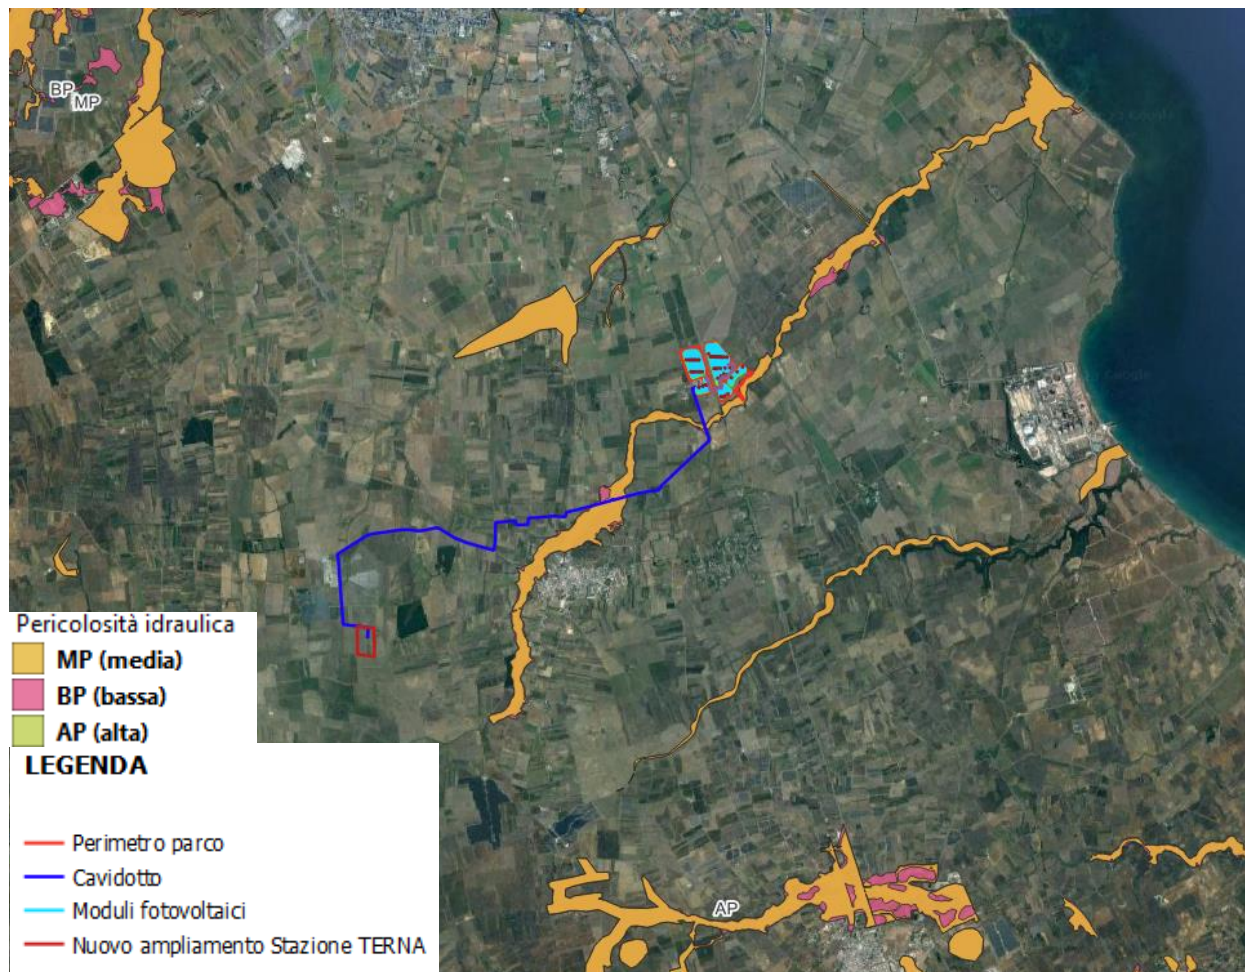 BP
MP
Pericolosità idraulica
MP (media)
BP (bassa)
AP (alta)
LEGENDA
Perimetro parco
Cavidotto
Moduli fotovoltaici
Nuovo ampliamento Stazione TERNA
AP